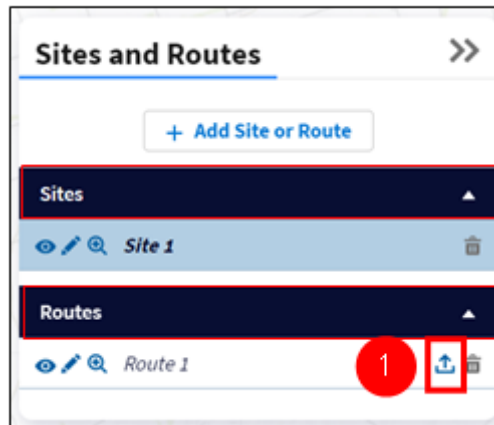 Sites and Routes
+ Add Site or Route
Sites
Site 1
Routes
Route 1
1